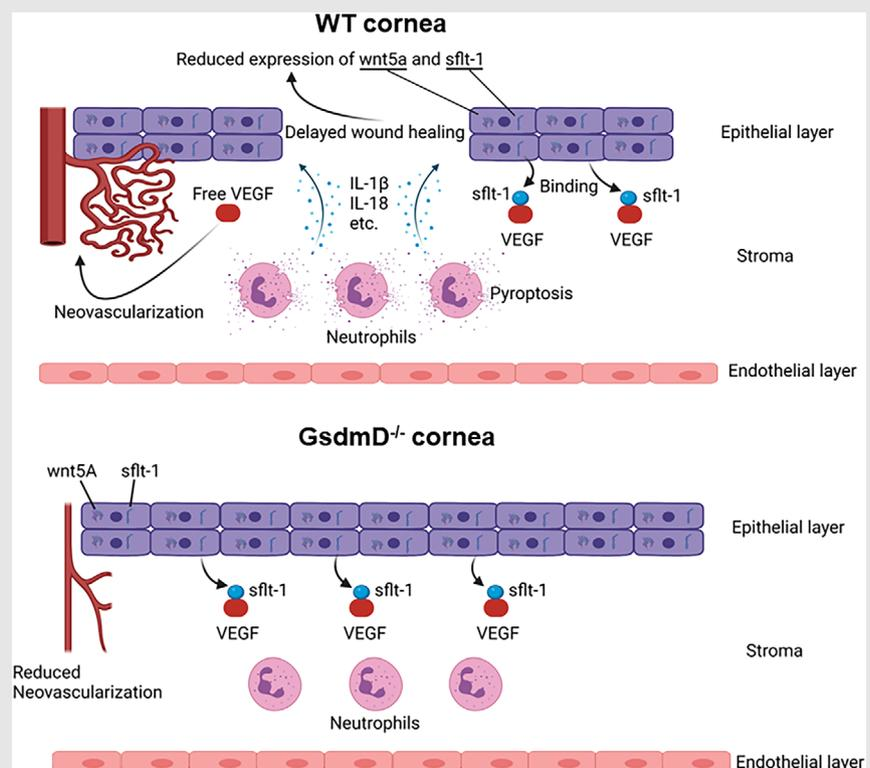 WT cornea
Reduced expression of wnt5a and sflt-1
Delayed wound healing
Epithelial layer
Free VEGF
IL-1β
IL-18
etc.
sflt-1
Binding
sflt-1
VEGF
VEGF
Stroma
Neovascularization
Pyroptosis
Neutrophils
Endothelial layer
GsdmD-/- cornea
wnt5A
sflt-1
Epithelial layer
sflt-1
sflt-1
sflt-1
VEGF
VEGF
VEGF
Stroma
Reduced
Neovascularization
Neutrophils
Endothelial layer